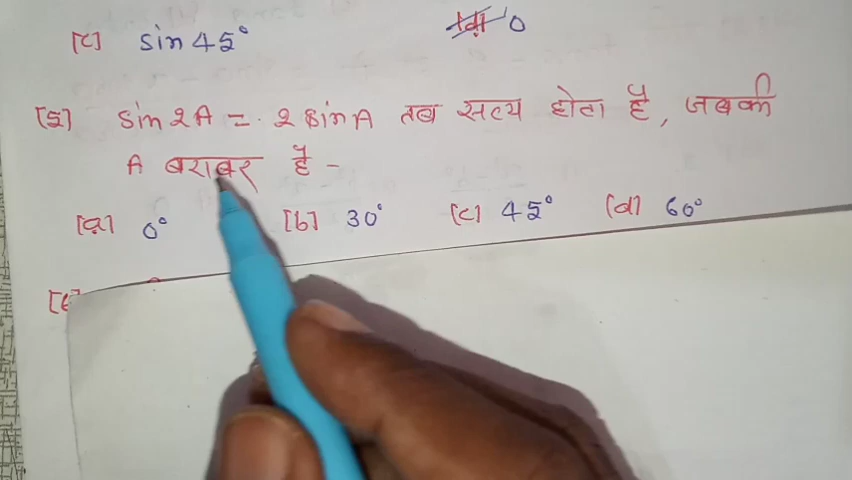 [c] sin 45° [d] 0
[5] sin 2A = 2 sin A तब सत्य होता है, जबकी
A बराबर है -
[a] 0° [b] 30° [c] 45° [d] 60°